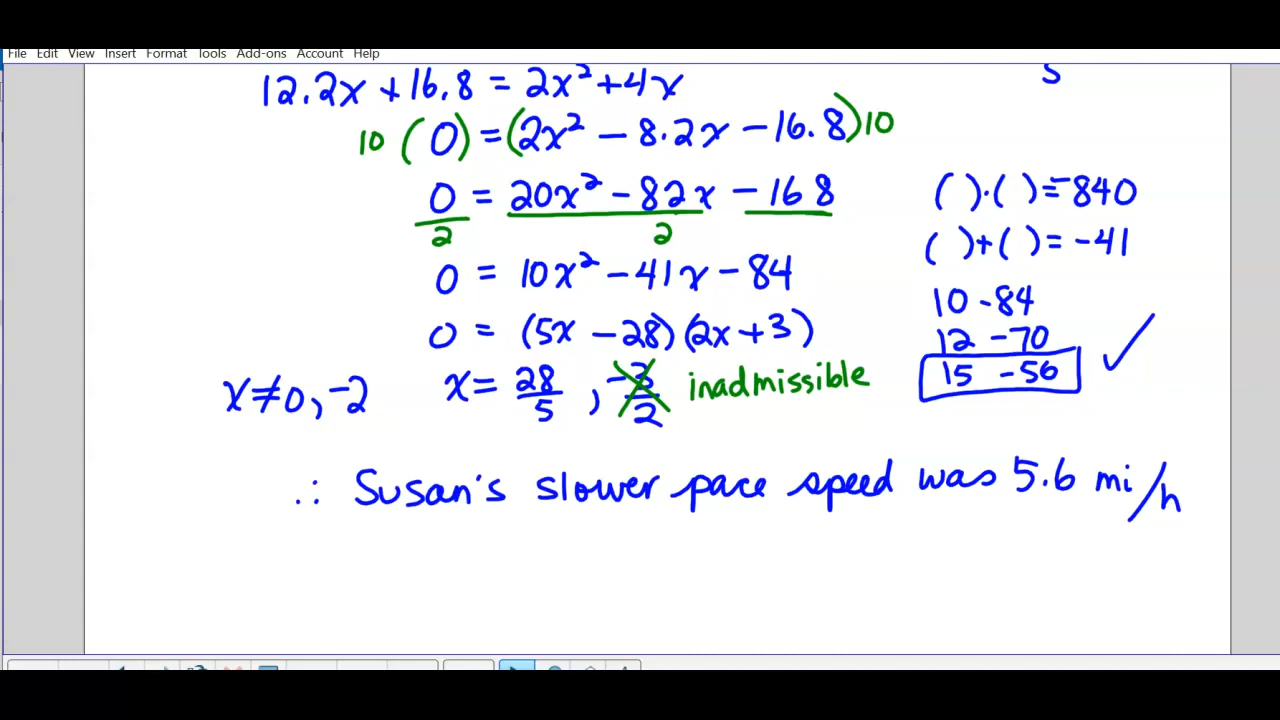 File Edit View Insert Format Tools Add-ons Account Help
12.2x + 16.8 = 2x² + 4x
10 ( 0 ) = (2x² - 8.2x - 16.8) 10
0 = 20x² - 82x - 168
2 2
0 = 10x² - 41x - 84
0 = (5x - 28)(2x + 3)
x ≠ 0, -2 x = 28/5 , -3/2 inadmissible
( )·( ) = -840
( )+( ) = -41
10 -84
12 -70
15 -56 ✓
∴ Susan's slower pace speed was 5.6 mi/h